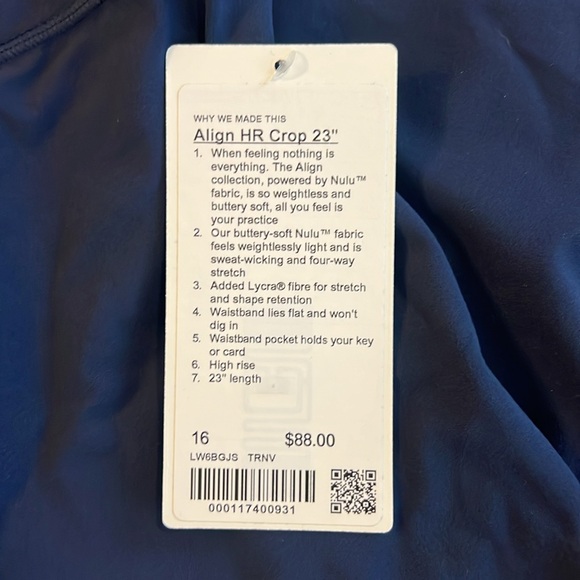 WHY WE MADE THIS
Align HR Crop 23"
1. When feeling nothing is
everything. The Align
collection, powered by Nulu™
fabric, is so weightless and
buttery soft, all you feel is
your practice
2. Our buttery-soft Nulu™ fabric
feels weightlessly light and is
sweat-wicking and four-way
stretch
3. Added Lycra® fibre for stretch
and shape retention
4. Waistband lies flat and won't
dig in
5. Waistband pocket holds your key
or card
6. High rise
7. 23" length
16 $88.00
LW6BGJS TRNV
000117400931